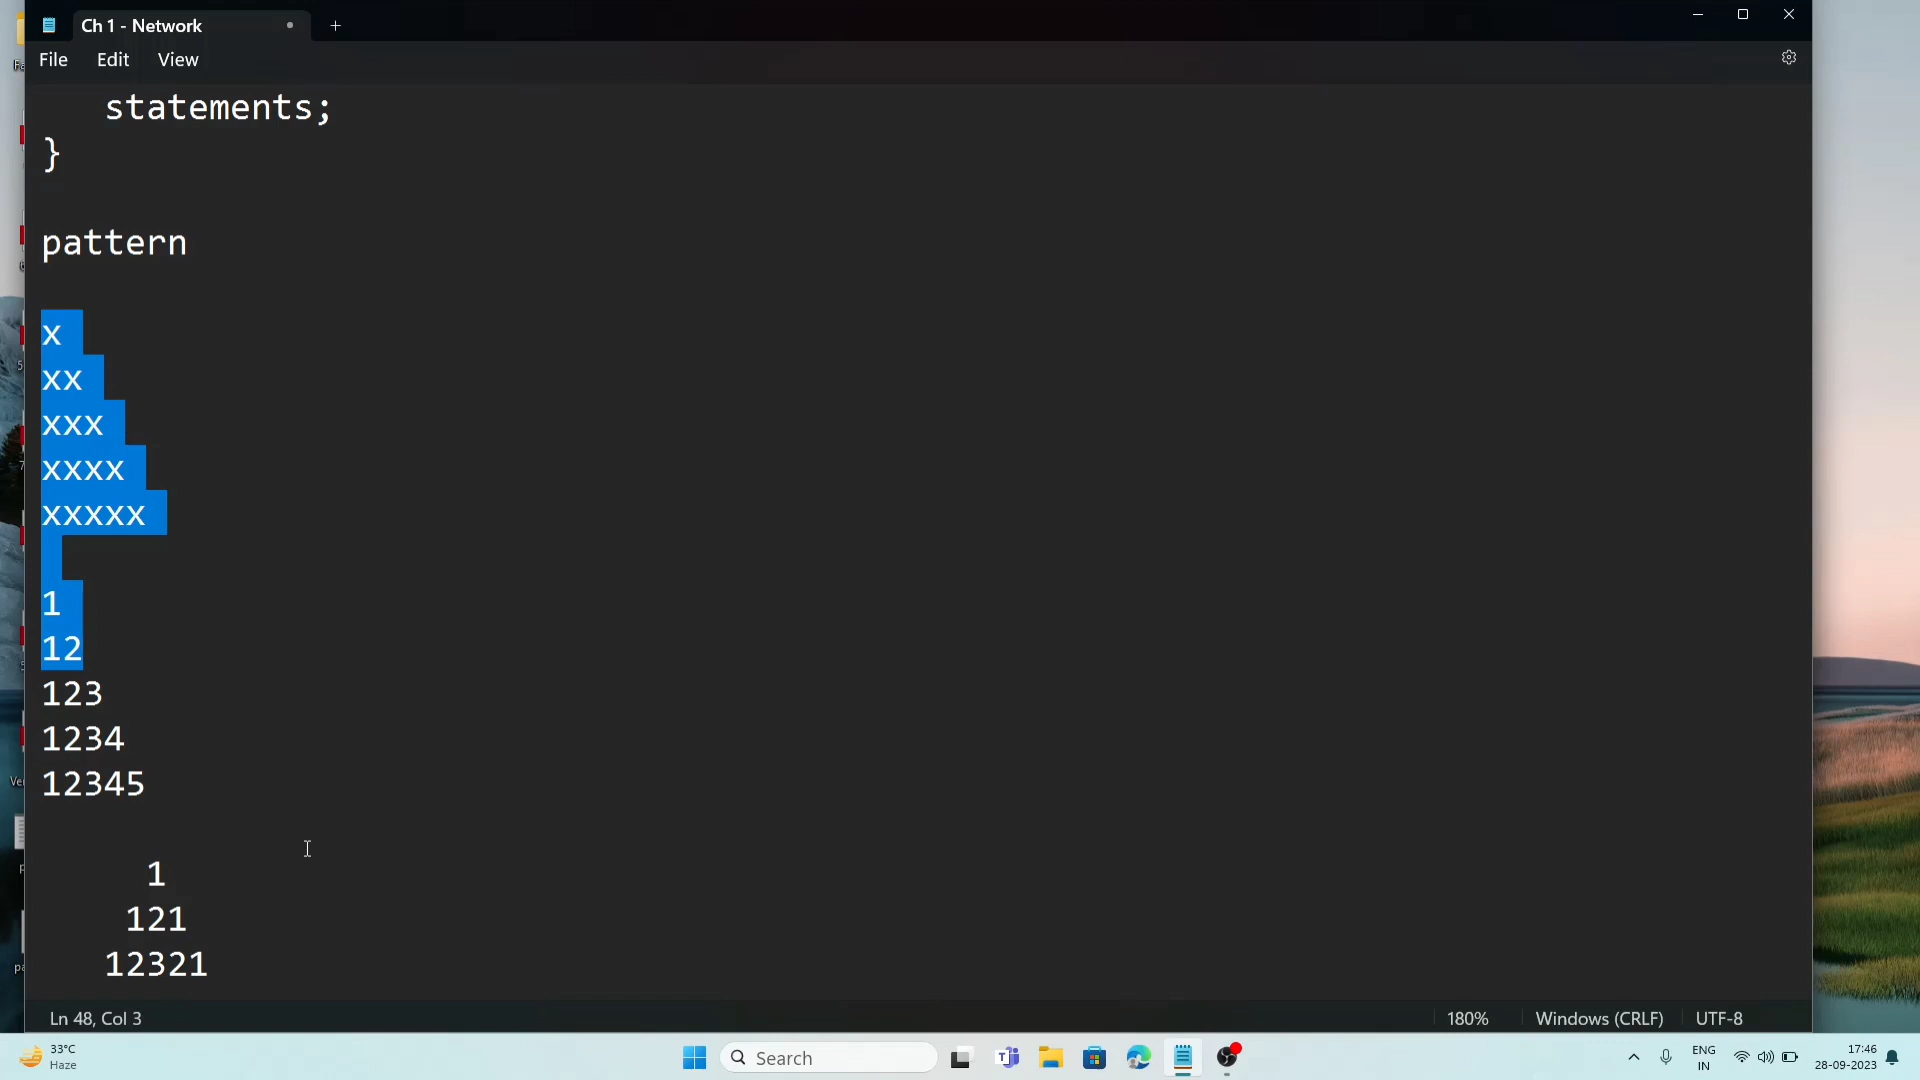 Ch 1 - Network
File Edit View
statements;
}
pattern
x
xx
xxx
xxxx
xxxxx
1
12
123
1234
12345
1
121
12321
Ln 48, Col 3
180%
Windows (CRLF)
UTF-8
33°C
Haze
Search
ENG
IN
17:46
28-09-2023